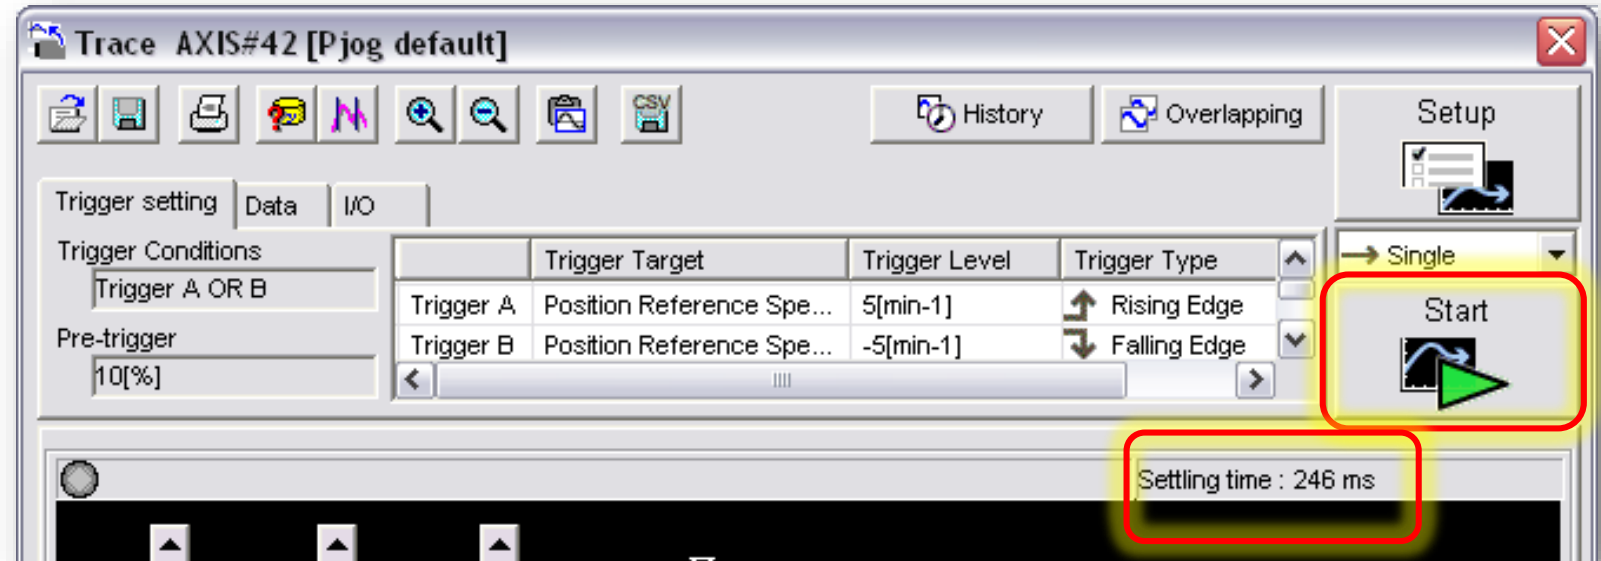 Trace AXIS#42 [Pjog default]
CSV
History
Overlapping
Setup
Trigger setting
Data
I/O
Trigger Conditions
Trigger A OR B
Pre-trigger
10[%]
Trigger Target Trigger Level Trigger Type
Trigger A Position Reference Spe... 5[min-1] Rising Edge
Trigger B Position Reference Spe... -5[min-1] Falling Edge
Single
Start
Settling time : 246 ms